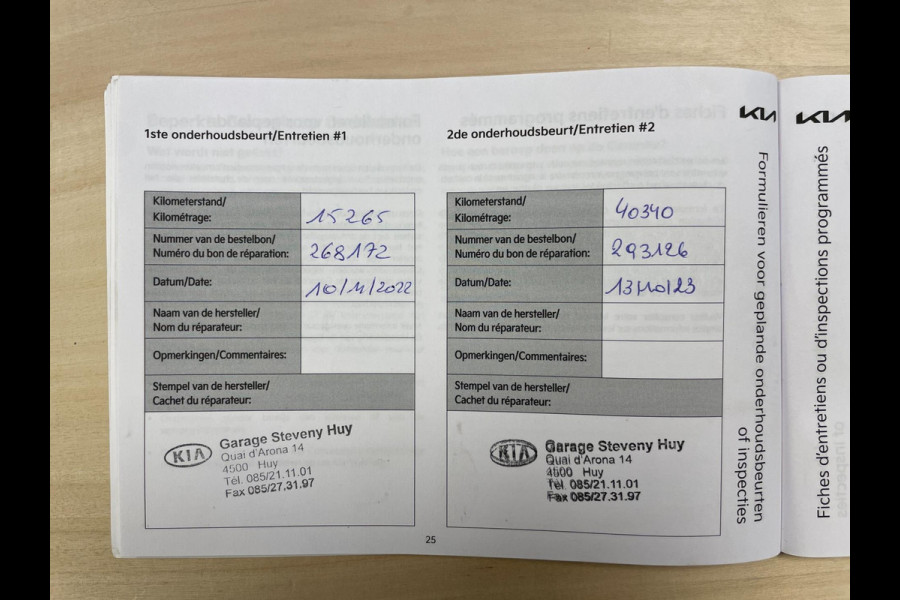 1ste onderhoudsbeurt/Entretien #1
Kilometerstand/
Kilométrage:
15265
Nummer van de bestelbon/
Numéro du bon de réparation:
268172
Datum/Date:
10/11/2022
Naam van de hersteller/
Nom du réparateur:
Opmerkingen/Commentaires:
Stempel van de hersteller/
Cachet du réparateur:
KIA
Garage Steveny Huy
Quai d'Arona 14
4500 Huy
Tél. 085/21.11.01
Fax 085/27.31.97
2de onderhoudsbeurt/Entretien #2
Kilometerstand/
Kilométrage:
40340
Nummer van de bestelbon/
Numéro du bon de réparation:
293126
Datum/Date:
13/10/23
Naam van de hersteller/
Nom du réparateur:
Opmerkingen/Commentaires:
Stempel van de hersteller/
Cachet du réparateur:
KIA
Garage Steveny Huy
Quai d'Arona 14
4500 Huy
Tél. 085/21.11.01
Fax 085/27.31.97
25
KIA
Formulieren voor geplande onderhoudsbeurten
of inspecties
KIA
Fiches d'entretiens ou d'inspections programmés